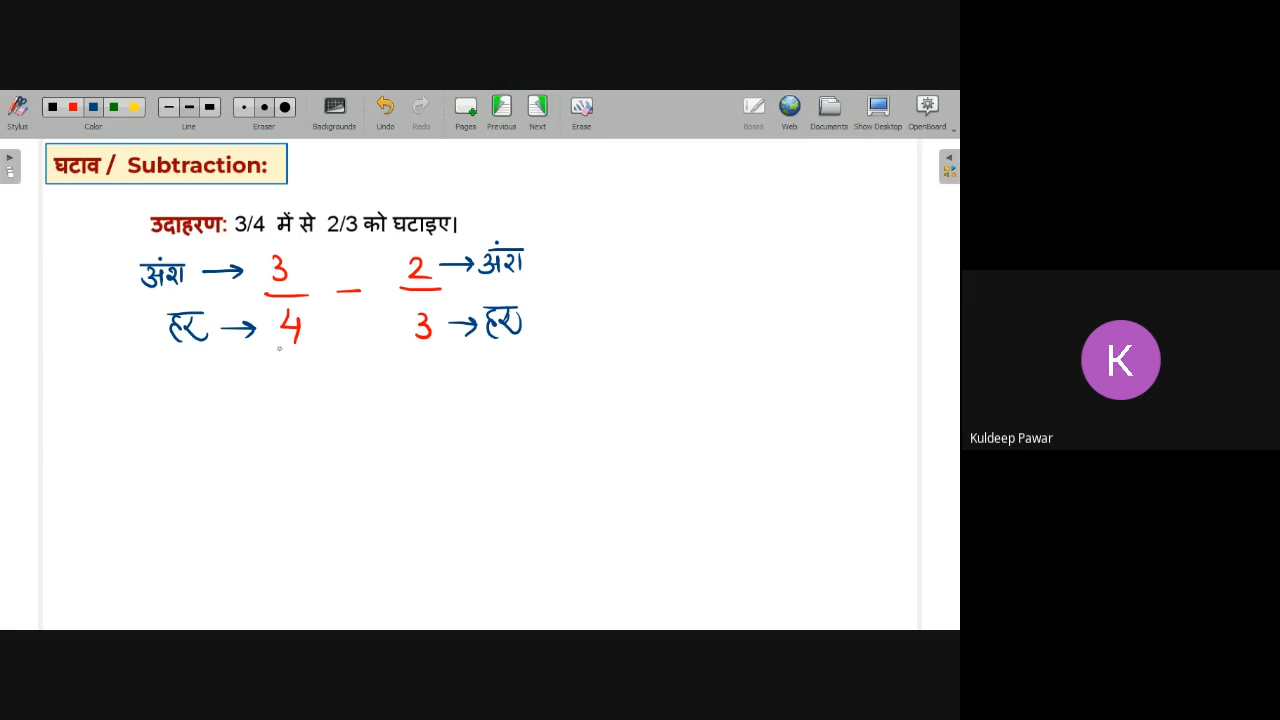 Stylus Color Line Eraser Backgrounds Undo Redo Pages Previous Next Erase Board Web Documents Show Desktop OpenBoard
घटाव / Subtraction:
उदाहरण: 3/4 में से 2/3 को घटाइए।
अंश → 3 — 2 → अंश
हर → 4 3 → हर
K
Kuldeep Pawar